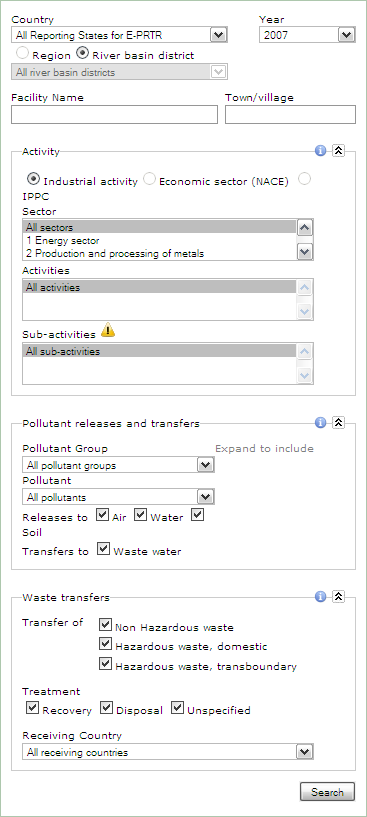 Country Year
All Reporting States for E-PRTR 2007
Region River basin district
All river basin districts
Facility Name Town/village
Activity
Industrial activity Economic sector (NACE)
IPPC
Sector
All sectors
1 Energy sector
2 Production and processing of metals
Activities
All activities
Sub-activities
All sub-activities
Pollutant releases and transfers
Pollutant Group Expand to include
All pollutant groups
Pollutant
All pollutants
Releases to Air Water
Soil
Transfers to Waste water
Waste transfers
Transfer of Non Hazardous waste
Hazardous waste, domestic
Hazardous waste, transboundary
Treatment
Recovery Disposal Unspecified
Receiving Country
All receiving countries
Search